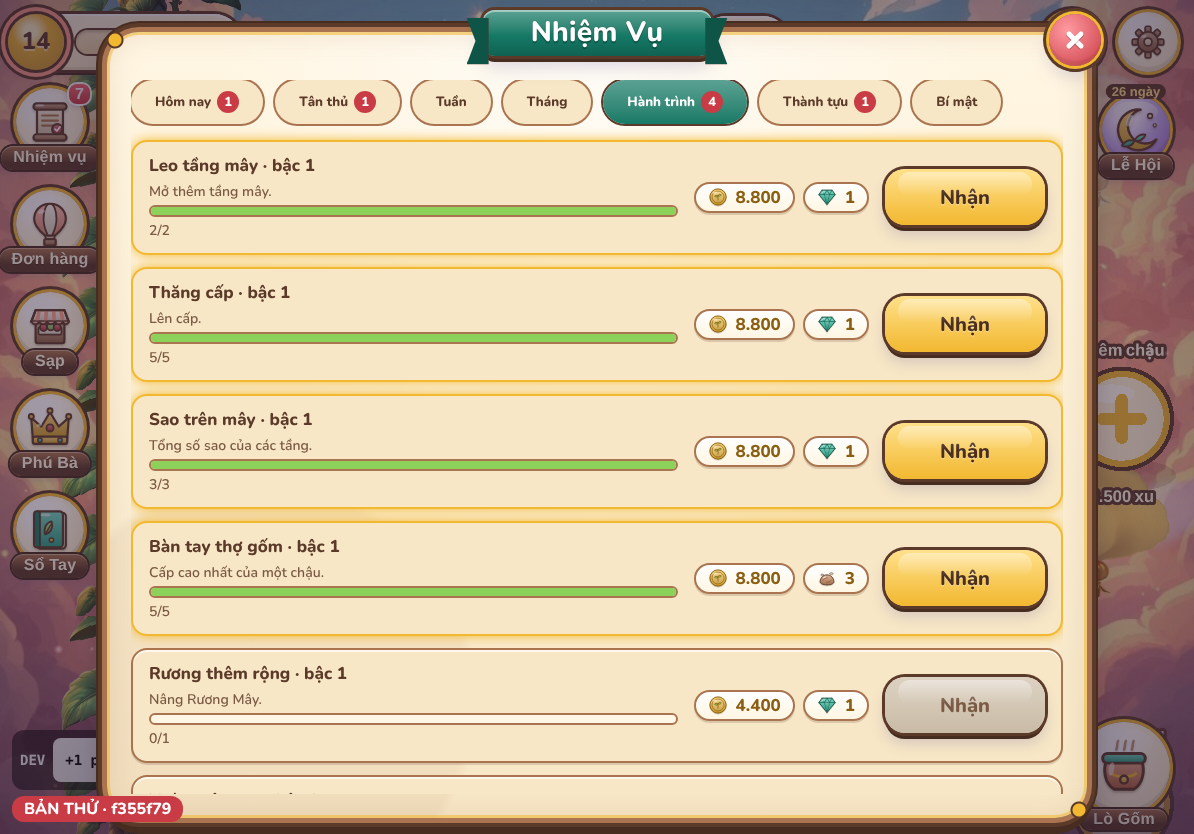 Nhiệm Vụ
14
7
Nhiệm vụ
Đơn hàng
Sạp
Phú Bà
Sổ Tay
26 ngày
Lễ Hội
êm chậu
.500 xu
Lò Gốm
Hôm nay 1
Tân thủ 1
Tuần
Tháng
Hành trình 4
Thành tựu 1
Bí mật
Leo tầng mây · bậc 1
Mở thêm tầng mây.
2/2
8.800
1
Nhận
Thăng cấp · bậc 1
Lên cấp.
5/5
8.800
1
Nhận
Sao trên mây · bậc 1
Tổng số sao của các tầng.
3/3
8.800
1
Nhận
Bàn tay thợ gốm · bậc 1
Cấp cao nhất của một chậu.
5/5
8.800
3
Nhận
Rương thêm rộng · bậc 1
Nâng Rương Mây.
0/1
4.400
1
Nhận
DEV
+1
BẢN THỬ · f355f79